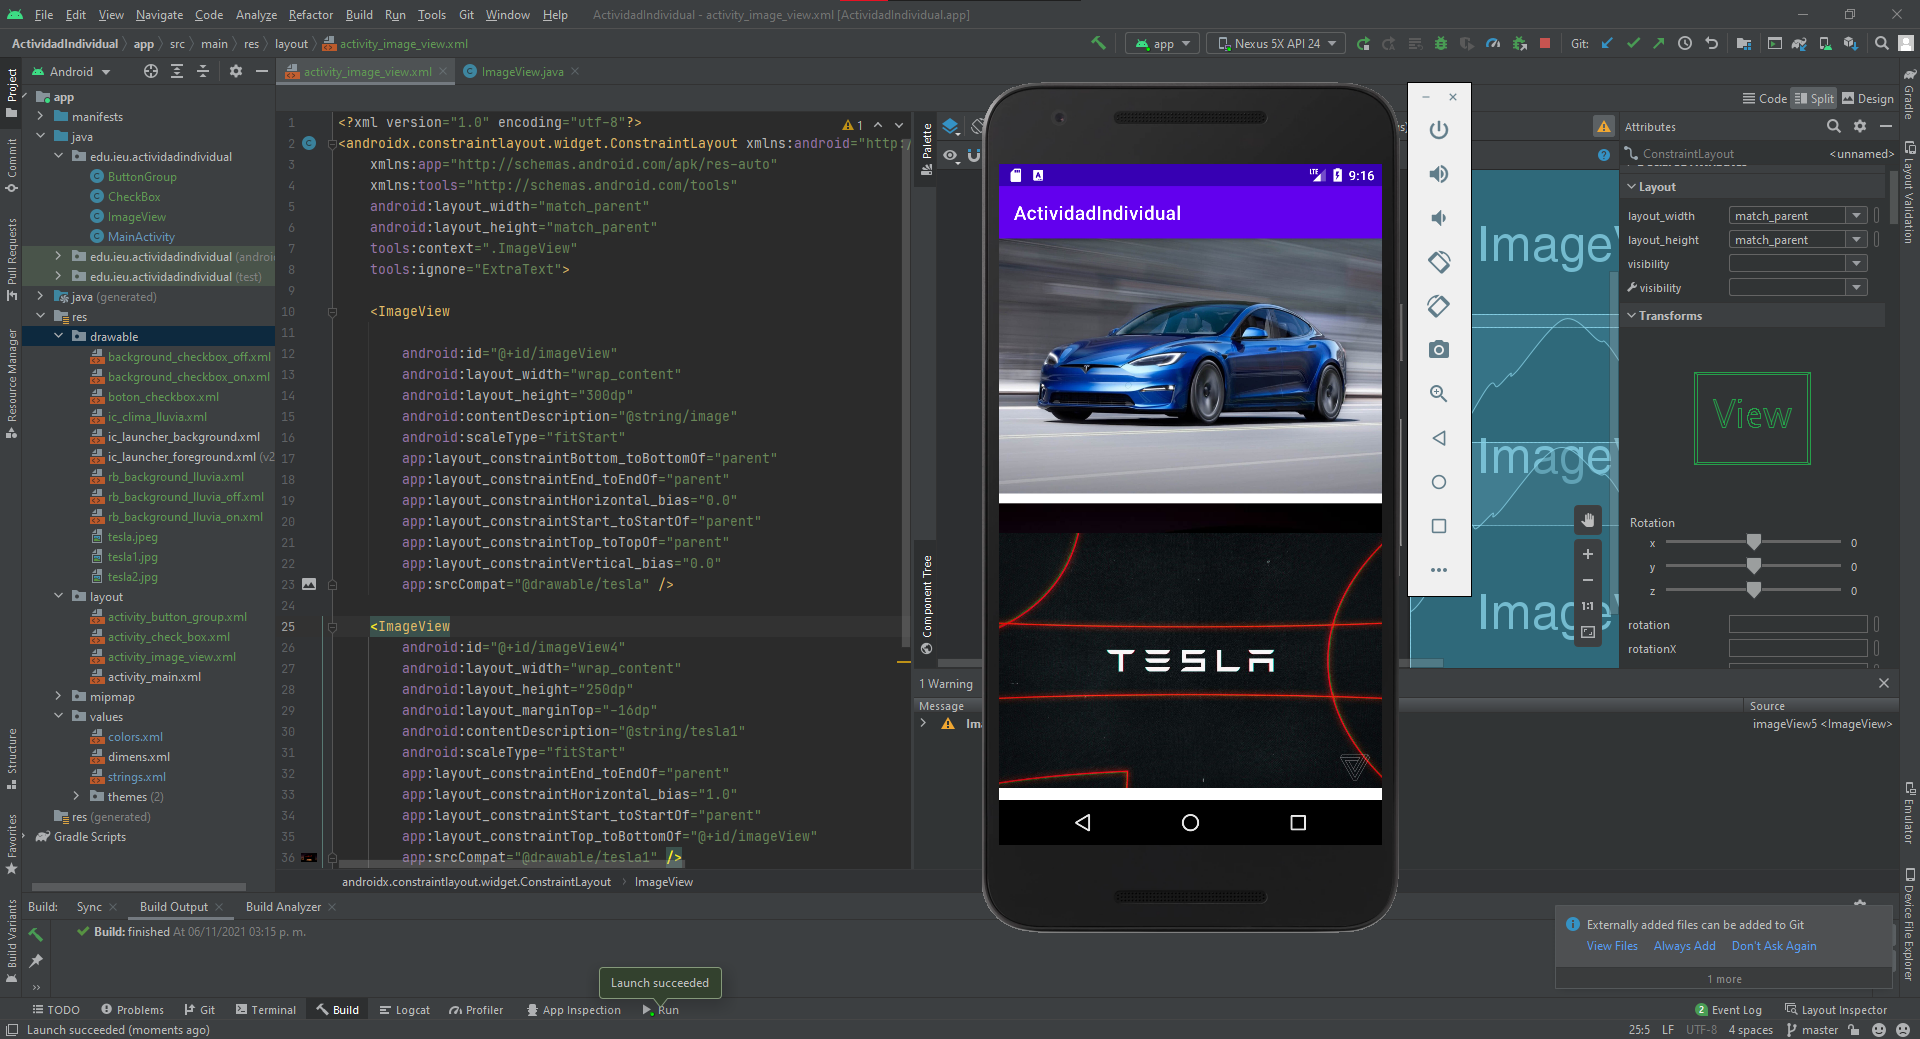 File Edit View Navigate Code Analyze Refactor Build Run Tools Git Window Help ActividadIndividual - activity_image_view.xml [ActividadIndividual.app]
ActividadIndividual app src main res layout activity_image_view.xml app Nexus 5X API 24 Git:
Android
activity_image_view.xml ImageView.java
Code Split Design
Project
Commit
Pull Requests
Resource Manager
Structure
Favorites
Build Variants
app
manifests
java
edu.ieu.actividadindividual
ButtonGroup
CheckBox
ImageView
MainActivity
edu.ieu.actividadindividual (androi
edu.ieu.actividadindividual (test)
java (generated)
res
drawable
background_checkbox_off.xml
background_checkbox_on.xml
boton_checkbox.xml
ic_clima_lluvia.xml
ic_launcher_background.xml
ic_launcher_foreground.xml (v2
rb_background_lluvia.xml
rb_background_lluvia_off.xml
rb_background_lluvia_on.xml
tesla.jpeg
tesla1.jpg
tesla2.jpg
layout
activity_button_group.xml
activity_check_box.xml
activity_image_view.xml
activity_main.xml
mipmap
values
colors.xml
dimens.xml
strings.xml
themes (2)
res (generated)
Gradle Scripts
1 <?xml version="1.0" encoding="utf-8"?>
2 <androidx.constraintlayout.widget.ConstraintLayout xmlns:android="http:/
3 xmlns:app="http://schemas.android.com/apk/res-auto"
4 xmlns:tools="http://schemas.android.com/tools"
5 android:layout_width="match_parent"
6 android:layout_height="match_parent"
7 tools:context=".ImageView"
8 tools:ignore="ExtraText">
9
10 <ImageView
11
12 android:id="@+id/imageView"
13 android:layout_width="wrap_content"
14 android:layout_height="300dp"
15 android:contentDescription="@string/image"
16 android:scaleType="fitStart"
17 app:layout_constraintBottom_toBottomOf="parent"
18 app:layout_constraintEnd_toEndOf="parent"
19 app:layout_constraintHorizontal_bias="0.0"
20 app:layout_constraintStart_toStartOf="parent"
21 app:layout_constraintTop_toTopOf="parent"
22 app:layout_constraintVertical_bias="0.0"
23 app:srcCompat="@drawable/tesla" />
24
25 <ImageView
26 android:id="@+id/imageView4"
27 android:layout_width="wrap_content"
28 android:layout_height="250dp"
29 android:layout_marginTop="-16dp"
30 android:contentDescription="@string/tesla1"
31 android:scaleType="fitStart"
32 app:layout_constraintEnd_toEndOf="parent"
33 app:layout_constraintHorizontal_bias="1.0"
34 app:layout_constraintStart_toStartOf="parent"
35 app:layout_constraintTop_toBottomOf="@+id/imageView"
36 app:srcCompat="@drawable/tesla1" />
1
androidx.constraintlayout.widget.ConstraintLayout ImageView
Palette
Component Tree
1 Warning
Message Source
Ima imageView5 <ImageView>
LTE 9:16
ActividadIndividual
TESLA
ImageV
ImageV
ImageV
1:1
Attributes
ConstraintLayout <unnamed>
Layout
layout_width match_parent
layout_height match_parent
visibility
visibility
Transforms
View
Rotation
x 0
y 0
z 0
rotation
rotationX
Gradle
Layout Validation
Emulator
Device File Explorer
Build: Sync Build Output Build Analyzer
Build: finished At 06/11/2021 03:15 p. m.
Externally added files can be added to Git
View Files Always Add Don't Ask Again
1 more
Launch succeeded
TODO Problems Git Terminal Build Logcat Profiler App Inspection Run 2 Event Log Layout Inspector
Launch succeeded (moments ago) 25:5 LF UTF-8 4 spaces master